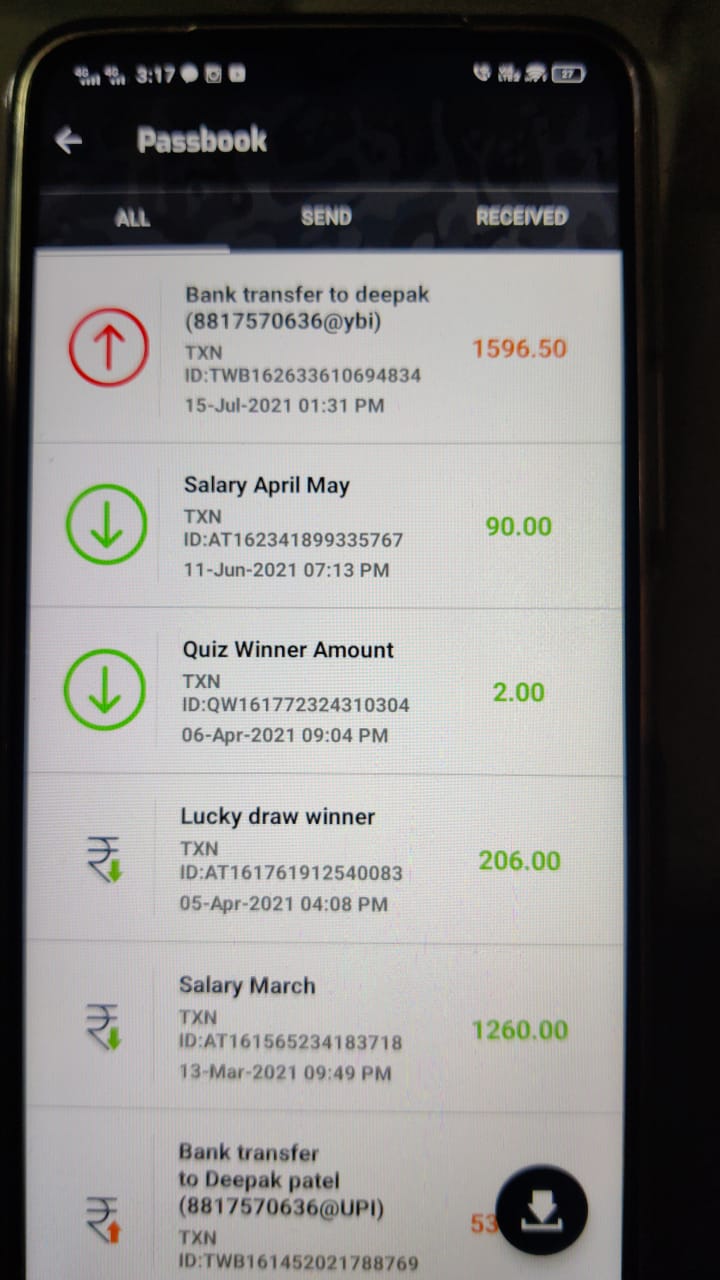 4G 4G 3:17 27
Passbook
ALL SEND RECEIVED
Bank transfer to deepak
(8817570636@ybi)
TXN
ID:TWB162633610694834
15-Jul-2021 01:31 PM
1596.50
Salary April May
TXN
ID:AT162341899335767
11-Jun-2021 07:13 PM
90.00
Quiz Winner Amount
TXN
ID:QW161772324310304
06-Apr-2021 09:04 PM
2.00
Lucky draw winner
TXN
ID:AT161761912540083
05-Apr-2021 04:08 PM
206.00
Salary March
TXN
ID:AT161565234183718
13-Mar-2021 09:49 PM
1260.00
Bank transfer
to Deepak patel
(8817570636@UPI)
TXN
ID:TWB161452021788769
53